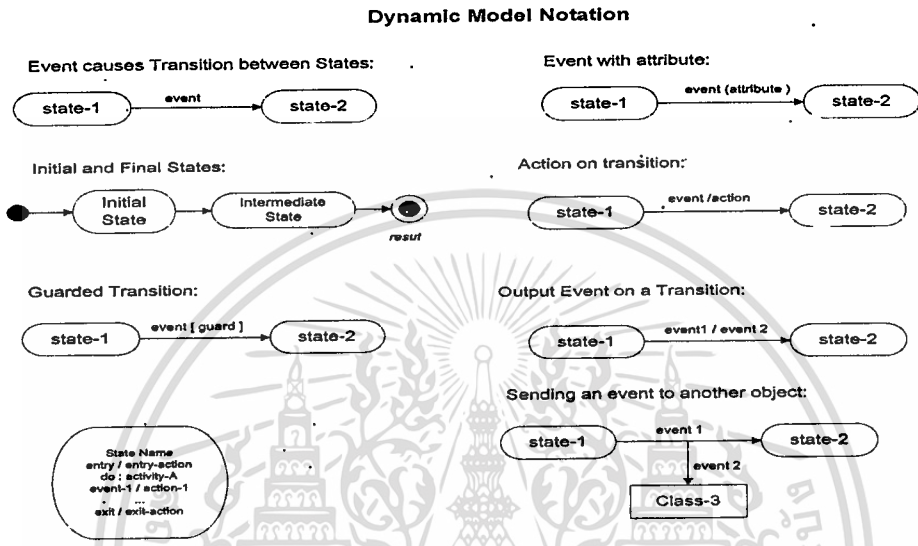 Dynamic Model Notation
Event causes Transition between States:
state-1
event
state-2
Event with attribute:
state-1
event (attribute )
state-2
Initial and Final States:
Initial
State
Intermediate
State
resut
Action on transition:
state-1
event /action
state-2
Guarded Transition:
state-1
event [ guard ]
state-2
Output Event on a Transition:
state-1
event1 / event 2
state-2
Sending an event to another object:
state-1
event 1
state-2
event 2
Class-3
State Name
entry / entry-action
do : activity-A
event-1 / action-1
...
exit / exit-action